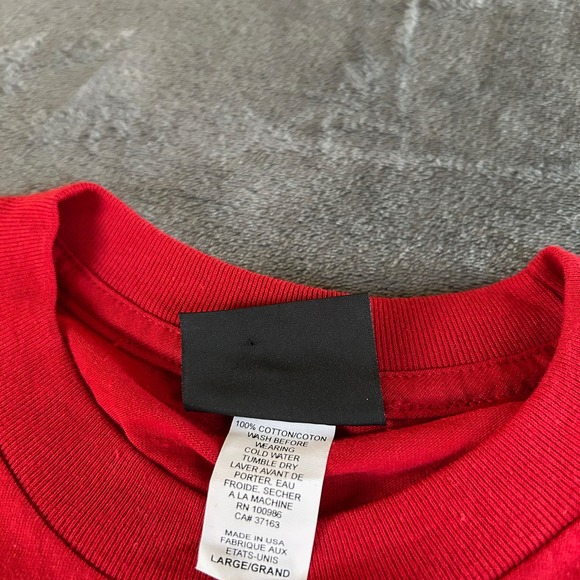 100% COTTON/COTON
WASH BEFORE
WEARING
COLD WATER
TUMBLE DRY
LAVER AVANT DE
PORTER, EAU
FROIDE, SECHER
A LA MACHINE
RN 100986
CA# 37163
MADE IN USA
FABRIQUE AUX
ETATS-UNIS
LARGE/GRAND